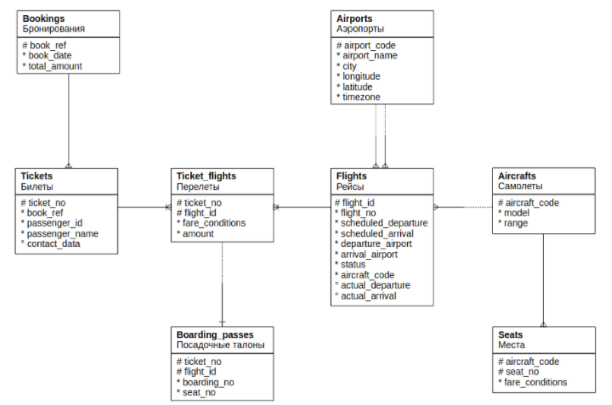 Bookings
Бронирования
# book_ref
* book_date
* total_amount
Airports
Аэропорты
# airport_code
* airport_name
* city
* longitude
* latitude
* timezone
Tickets
Билеты
# ticket_no
* book_ref
* passenger_id
* passenger_name
° contact_data
Ticket_flights
Перелеты
# ticket_no
# flight_id
* fare_conditions
* amount
Flights
Рейсы
# flight_id
* flight_no
* scheduled_departure
* scheduled_arrival
* departure_airport
* arrival_airport
* status
* aircraft_code
° actual_departure
° actual_arrival
Aircrafts
Самолеты
# aircraft_code
* model
* range
Boarding_passes
Посадочные талоны
# ticket_no
# flight_id
* boarding_no
* seat_no
Seats
Места
# aircraft_code
# seat_no
* fare_conditions